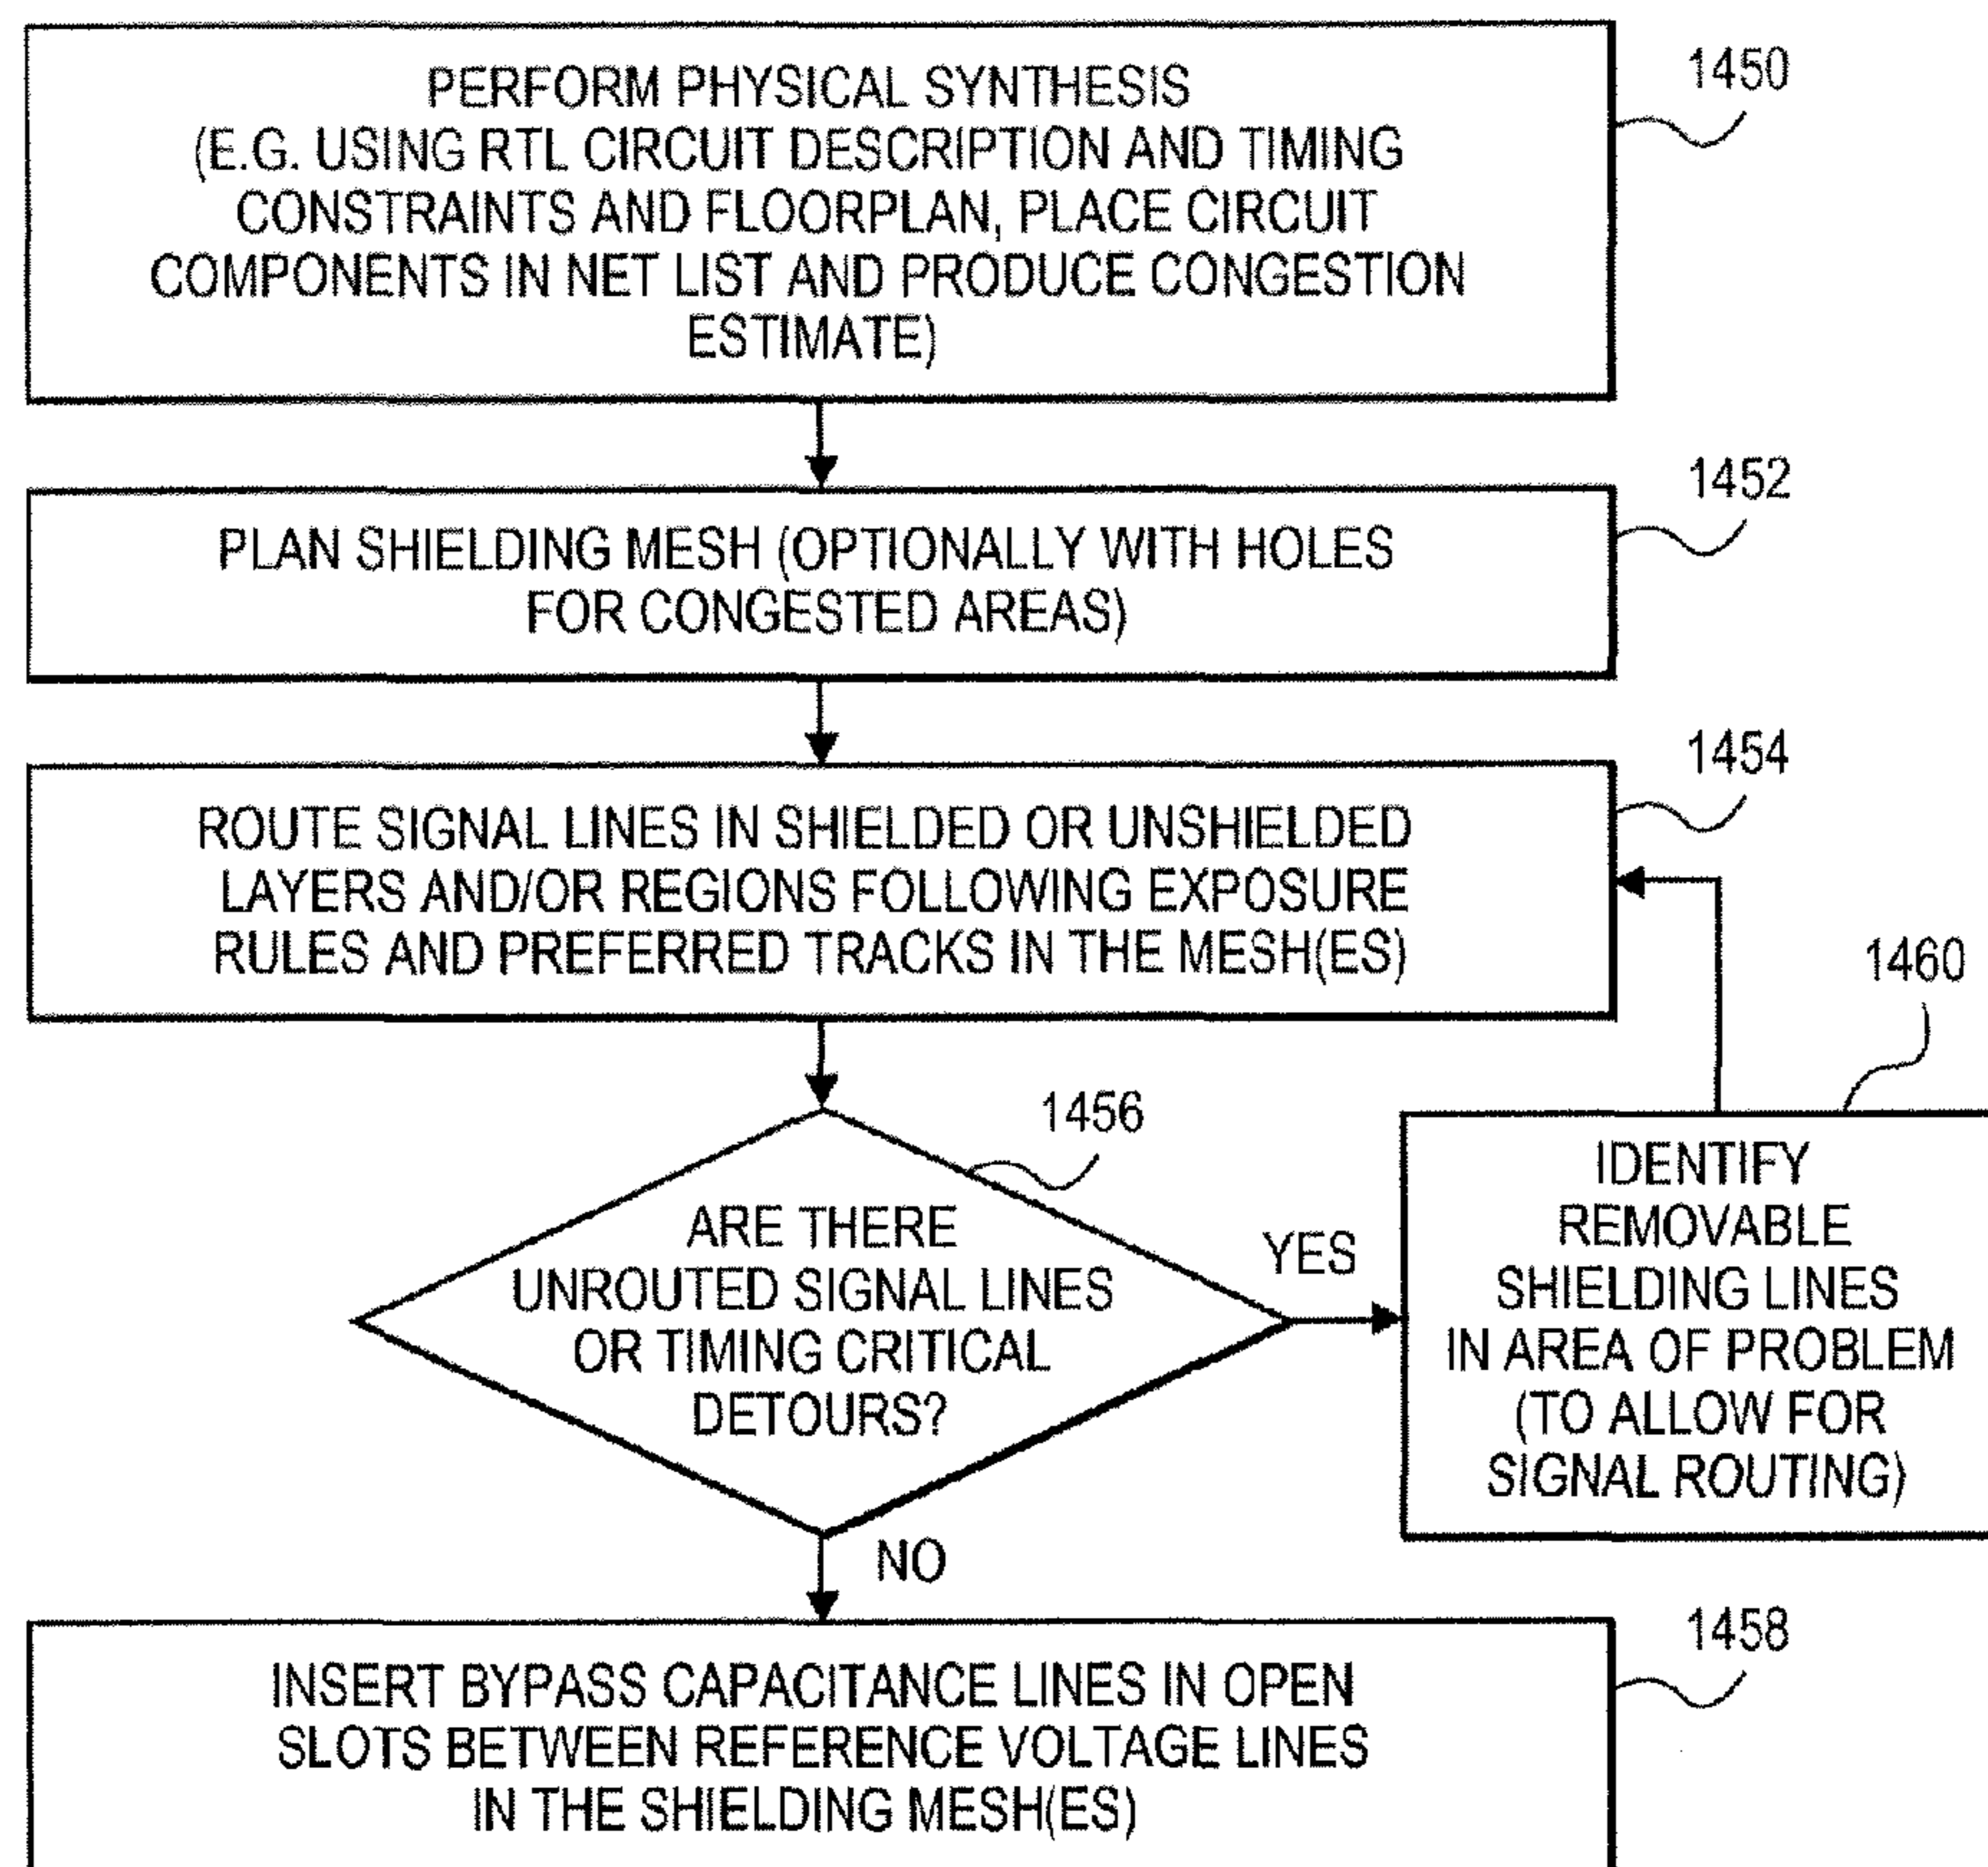 PERFORM PHYSICAL SYNTHESIS
(E.G. USING RTL CIRCUIT DESCRIPTION AND TIMING
CONSTRAINTS AND FLOORPLAN, PLACE CIRCUIT
COMPONENTS IN NET LIST AND PRODUCE CONGESTION
ESTIMATE)
1450
PLAN SHIELDING MESH (OPTIONALLY WITH HOLES
FOR CONGESTED AREAS)
1452
ROUTE SIGNAL LINES IN SHIELDED OR UNSHIELDED
LAYERS AND/OR REGIONS FOLLOWING EXPOSURE
RULES AND PREFERRED TRACKS IN THE MESH(ES)
1454
ARE THERE
UNROUTED SIGNAL LINES
OR TIMING CRITICAL
DETOURS?
1456
YES
IDENTIFY
REMOVABLE
SHIELDING LINES
IN AREA OF PROBLEM
(TO ALLOW FOR
SIGNAL ROUTING)
1460
NO
INSERT BYPASS CAPACITANCE LINES IN OPEN
SLOTS BETWEEN REFERENCE VOLTAGE LINES
IN THE SHIELDING MESH(ES)
1458